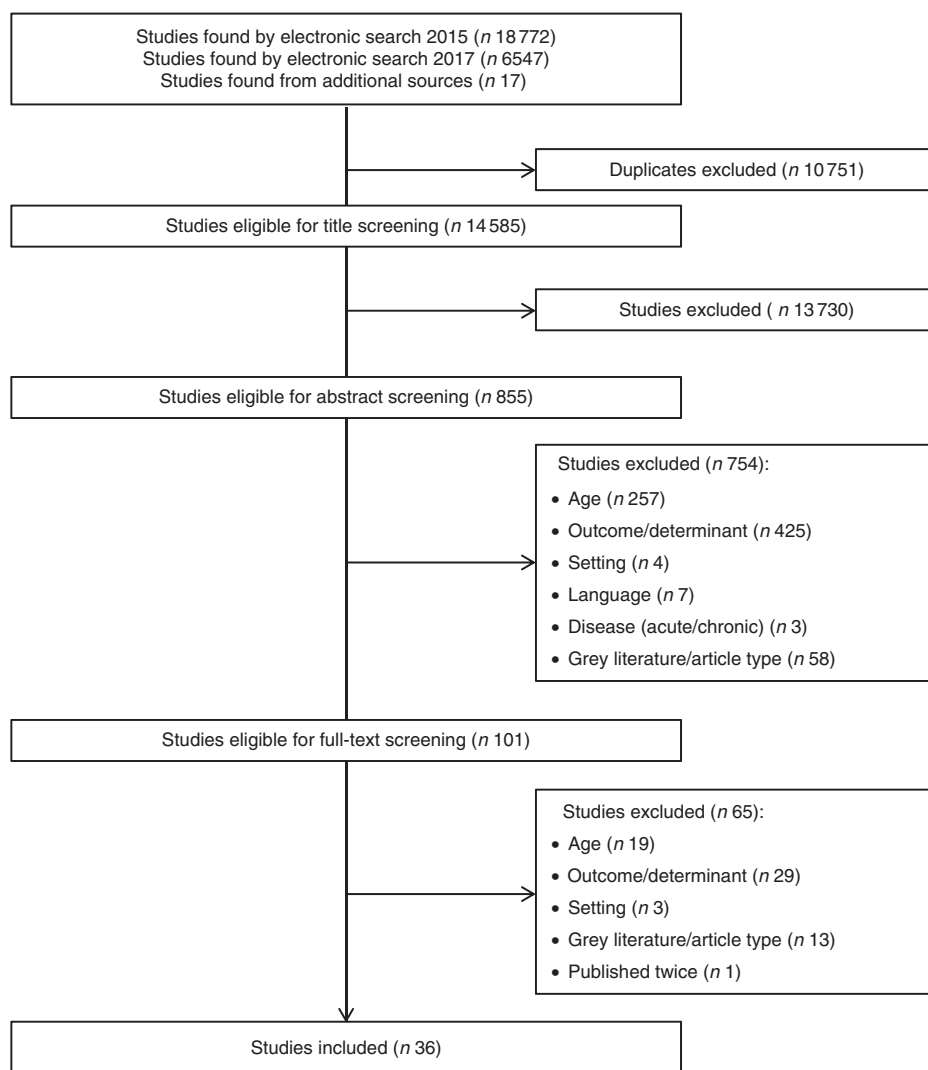 Studies found by electronic search 2015 (n 18 772)
Studies found by electronic search 2017 (n 6547)
Studies found from additional sources (n 17)
Duplicates excluded (n 10 751)
Studies eligible for title screening (n 14 585)
Studies excluded ( n 13 730)
Studies eligible for abstract screening (n 855)
Studies excluded (n 754):
• Age (n 257)
• Outcome/determinant (n 425)
• Setting (n 4)
• Language (n 7)
• Disease (acute/chronic) (n 3)
• Grey literature/article type (n 58)
Studies eligible for full-text screening (n 101)
Studies excluded (n 65):
• Age (n 19)
• Outcome/determinant (n 29)
• Setting (n 3)
• Grey literature/article type (n 13)
• Published twice (n 1)
Studies included (n 36)